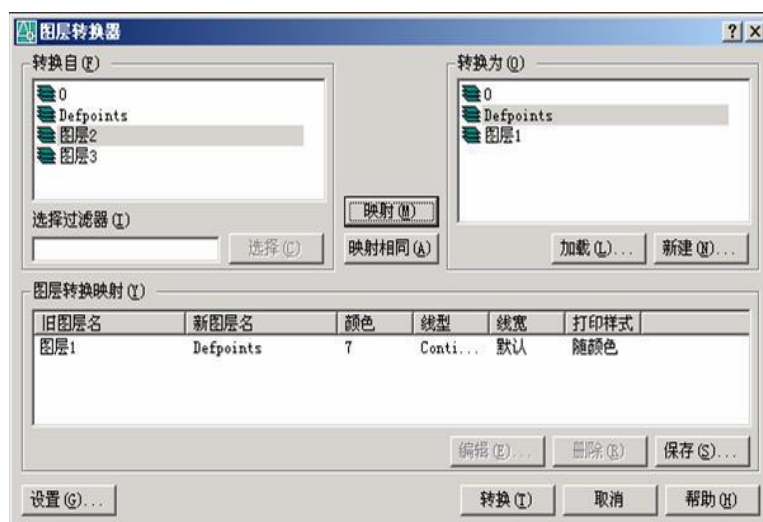 图层转换器
转换自(F)
0
Defpoints
图层2
图层3
选择过滤器(I)
选择(C)
映射(M)
映射相同(A)
转换为(O)
0
Defpoints
图层1
加载(L)... 新建(N)...
图层转换映射(Y)
旧图层名 新图层名 颜色 线型 线宽 打印样式
图层1 Defpoints 7 Conti... 默认 随颜色
编辑(E)... 删除(R) 保存(S)...
设置(G)... 转换(T) 取消 帮助(H)